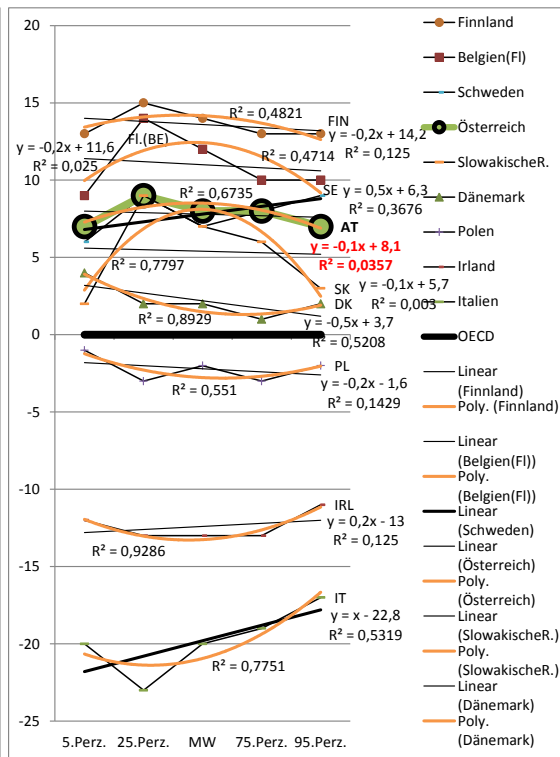 20
15
10
5
0
-5
-10
-15
-20
-25
R² = 0,4821
FIN
Fl.(BE)
y = -0,2x + 14,2
y = -0,2x + 11,6
R² = 0,4714
R² = 0,125
R² = 0,025
R² = 0,6735
SE
y = 0,5x + 6,3
R² = 0,3676
AT
y = -0,1x + 8,1
R² = 0,7797
R² = 0,0357
SK
y = -0,1x + 5,7
DK
R² = 0,003
R² = 0,8929
y = -0,5x + 3,7
R² = 0,5208
PL
R² = 0,551
y = -0,2x - 1,6
R² = 0,1429
IRL
y = 0,2x - 13
R² = 0,9286
R² = 0,125
IT
y = x - 22,8
R² = 0,5319
R² = 0,7751
5.Perz.
25.Perz.
MW
75.Perz.
95.Perz.
Finnland
Belgien(Fl)
Schweden
Österreich
SlowakischeR.
Dänemark
Polen
Irland
Italien
OECD
Linear
(Finnland)
Poly. (Finnland)
Linear
(Belgien(Fl))
Poly.
(Belgien(Fl))
Linear
(Schweden)
Linear
(Österreich)
Poly.
(Österreich)
Linear
(SlowakischeR.)
Poly.
(SlowakischeR.)
Linear
(Dänemark)
Poly.
(Dänemark)